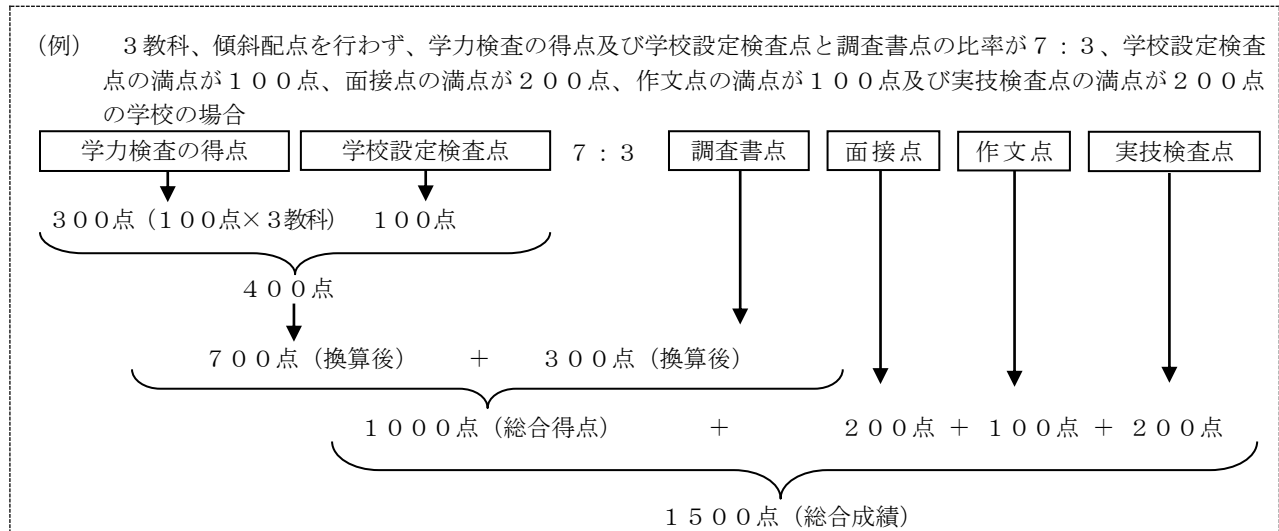 (例)　３教科、傾斜配点を行わず、学力検査の得点及び学校設定検査点と調査書点の比率が７：３、学校設定検査
点の満点が１００点、面接点の満点が２００点、作文点の満点が１００点及び実技検査点の満点が２００点
の学校の場合
学力検査の得点　学校設定検査点　７：３　調査書点　面接点　作文点　実技検査点
３００点（１００点×３教科）　１００点
４００点
７００点（換算後）　＋　３００点（換算後）
１０００点（総合得点）　＋　２００点 ＋ １００点 ＋ ２００点
１５００点（総合成績）